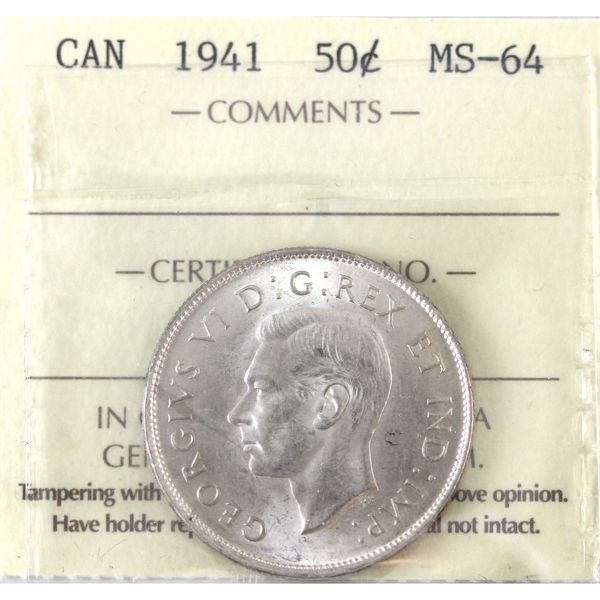 CAN 1941 50¢ MS-64
— COMMENTS —
— CERTI NO. —
GEORGIVS VI D:G:REX ET IND:IMP:
IN A
GE M.
Tampering with ove opinion.
Have holder re al not intact.